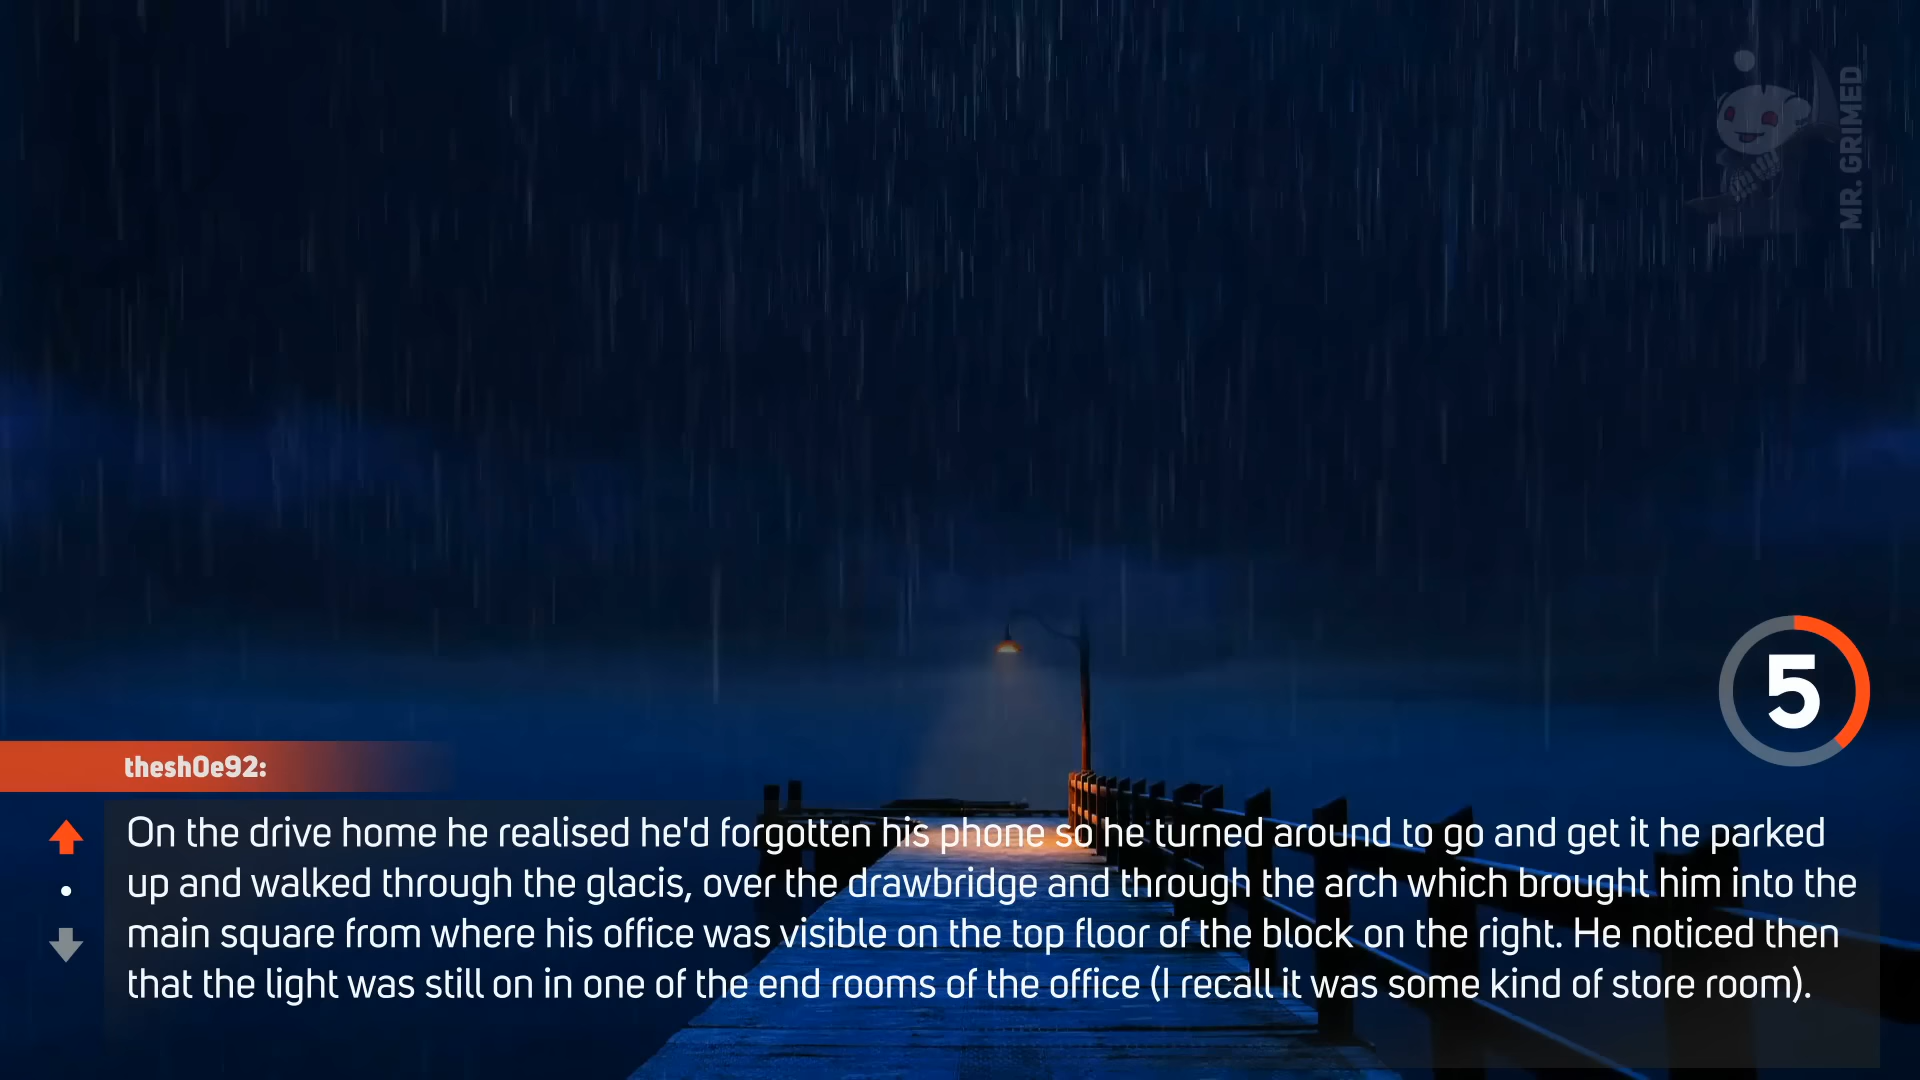 MR. GRIMED
5
thesh0e92:
On the drive home he realised he'd forgotten his phone so he turned around to go and get it he parked
up and walked through the glacis, over the drawbridge and through the arch which brought him into the
main square from where his office was visible on the top floor of the block on the right. He noticed then
that the light was still on in one of the end rooms of the office (I recall it was some kind of store room).